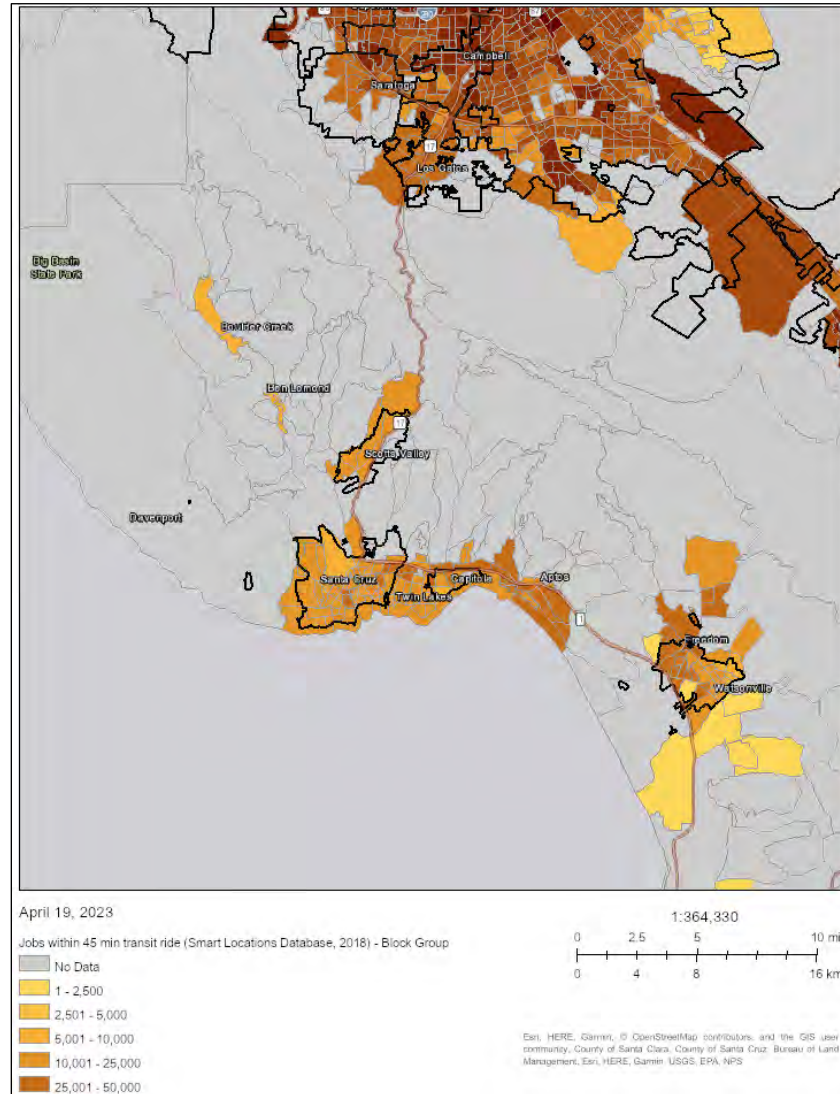 Campbell
Saratoga
17
Los Gatos
Big Basin
State Park
Boulder Creek
Ben Lomond
17
Scotts Valley
Davenport
Santa Cruz
Capitola
Aptos
Twin Lakes
1
Freedom
Watsonville
April 19, 2023
1:364,330
Jobs within 45 min transit ride (Smart Locations Database, 2018) - Block Group
No Data
1 - 2,500
2,501 - 5,000
5,001 - 10,000
10,001 - 25,000
25,001 - 50,000
0 2.5 5 10 mi
0 4 8 16 km
Esri, HERE, Garmin, © OpenStreetMap contributors, and the GIS user
community, County of Santa Clara, County of Santa Cruz, Bureau of Land
Management, Esri, HERE, Garmin, USGS, EPA, NPS